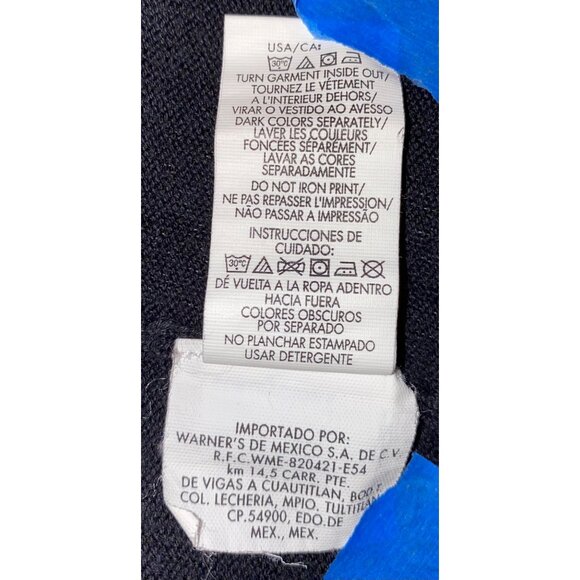 USA/CA:
30°C
TURN GARMENT INSIDE OUT/
TOURNEZ LE VÊTEMENT
A L'INTERIEUR DEHORS/
VIRAR O VESTIDO AO AVESSO
DARK COLORS SEPARATELY/
LAVER LES COULEURS
FONCÉES SÉPARÉMENT/
LAVAR AS CORES
SEPARADAMENTE
DO NOT IRON PRINT/
NE PAS REPASSER L'IMPRESSION/
NÃO PASSAR A IMPRESSÃO
INSTRUCCIONES DE
CUIDADO:
30°C
DÉ VUELTA A LA ROPA ADENTRO
HACIA FUERA
COLORES OBSCUROS
POR SEPARADO
NO PLANCHAR ESTAMPADO
USAR DETERGENTE
IMPORTADO POR:
WARNER'S DE MEXICO S.A. DE C.V.
R.F.C.WME-820421-E54
km 14,5 CARR. PTE.
DE VIGAS A CUAUTITLAN, BOD 
COL. LECHERIA, MPIO. TULTITLAN
CP.54900, EDO.DE
MEX., MEX.